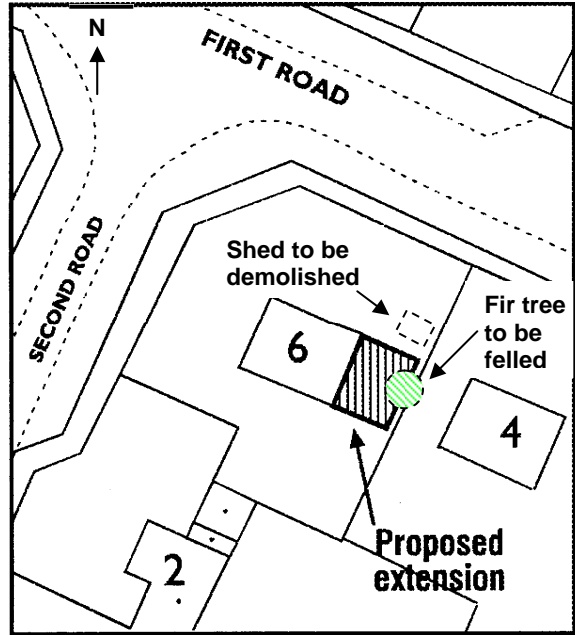 N
FIRST ROAD
SECOND ROAD
Shed to be
demolished
Fir tree
to be
felled
6
4
Proposed
extension
2